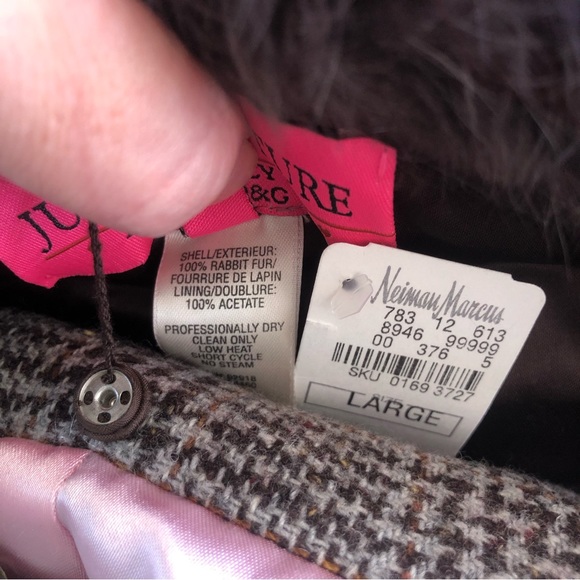 JU
URE
&G
SHELL/EXTERIEUR:
100% RABBIT FUR/
FOURRURE DE LAPIN
LINING/DOUBLURE:
100% ACETATE
PROFESSIONALLY DRY
CLEAN ONLY
LOW HEAT
SHORT CYCLE
NO STEAM
Neiman Marcus
783 12 613
8946 99999
00 376 5
SKU 0169 3727
LARGE